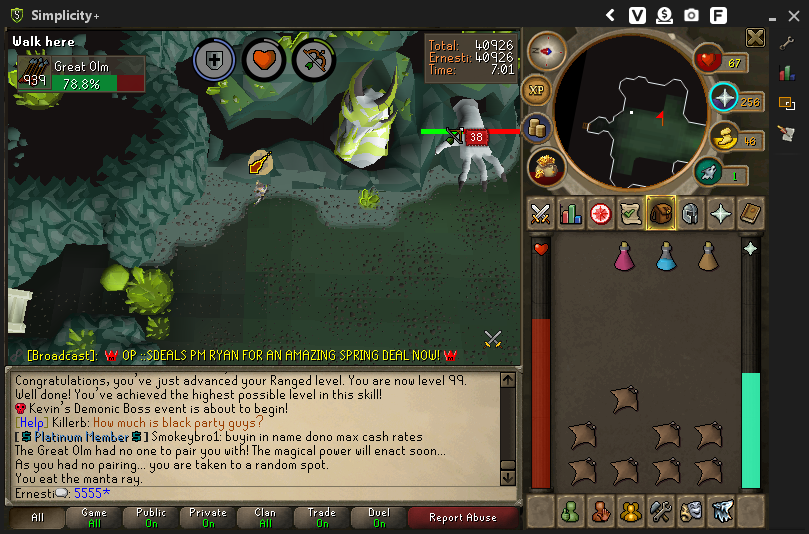 Simplicity+
V
F
Walk here
Great Olm
939
78.8%
Total: 40926
Ernesti: 40926
Time: 7:01
XP
67
256
46
1
38
[Broadcast]: OP ::SDEALS PM RYAN FOR AN AMAZING SPRING DEAL NOW!
Congratulations, you've just advanced your Ranged level. You are now level 99.
Well done! You've achieved the highest possible level in this skill!
Kevin's Demonic Boss event is about to begin!
[Help] Killerb: How much is black party guys?
[Platinum Member] Smokeybro1: buyin in name dono max cash rates
The Great Olm had no one to pair you with! The magical power will enact soon...
As you had no pairing... you are taken to a random spot.
You eat the manta ray.
Ernesti: 5555*
All
Game
All
Public
On
Private
On
Clan
All
Trade
On
Duel
On
Report Abuse